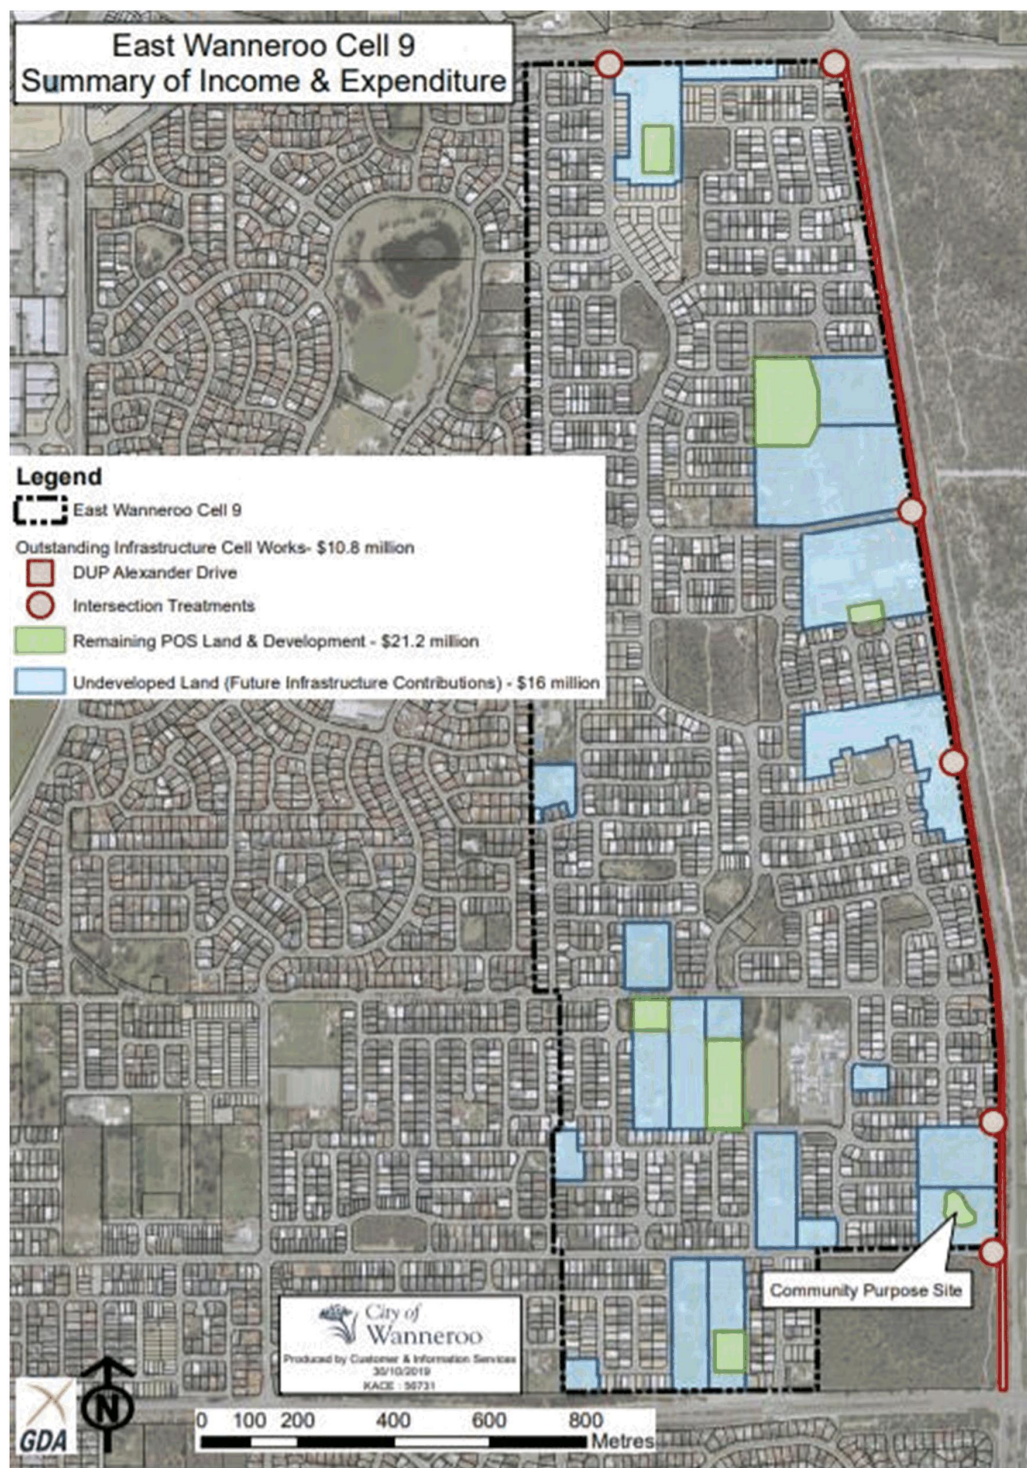 East Wanneroo Cell 9
Summary of Income & Expenditure
Legend
East Wanneroo Cell 9
Outstanding Infrastructure Cell Works- $10.8 million
DUP Alexander Drive
Intersection Treatments
Remaining POS Land & Development - $21.2 million
Undeveloped Land (Future Infrastructure Contributions) - $16 million
Community Purpose Site
City of
Wanneroo
Produced by Customer & Information Services
30/10/2019
KACE : 50731
GDA
N
0 100 200 400 600 800
Metres